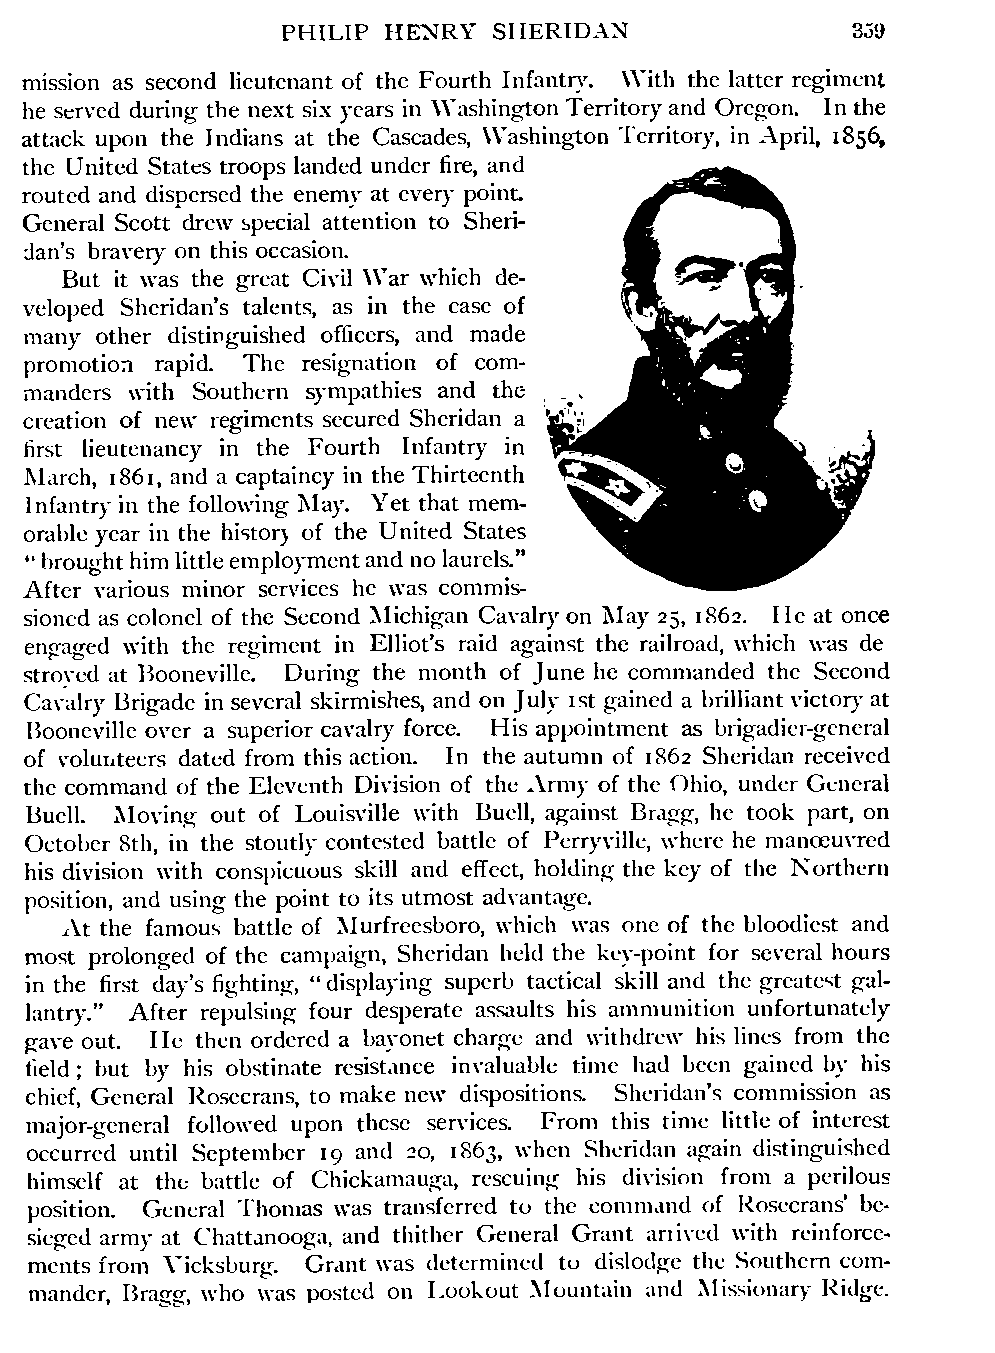 PHILIP HENRY SHERIDAN 359
mission as second lieutenant of the Fourth Infantry. With the latter regiment
he served during the next six years in Washington Territory and Oregon. In the
attack upon the Indians at the Cascades, Washington Territory, in April, 1856,
the United States troops landed under fire, and
routed and dispersed the enemy at every point.
General Scott drew special attention to Sheri-
dan's bravery on this occasion.
But it was the great Civil War which de-
veloped Sheridan's talents, as in the case of
many other distinguished officers, and made
promotion rapid. The resignation of com-
manders with Southern sympathies and the
creation of new regiments secured Sheridan a
first lieutenancy in the Fourth Infantry in
March, 1861, and a captaincy in the Thirteenth
Infantry in the following May. Yet that mem-
orable year in the history of the United States
"brought him little employment and no laurels."
After various minor services he was commis-
sioned as colonel of the Second Michigan Cavalry on May 25, 1862. He at once
engaged with the regiment in Elliot's raid against the railroad, which was de
stroyed at Booneville. During the month of June he commanded the Second
Cavalry Brigade in several skirmishes, and on July 1st gained a brilliant victory at
Booneville over a superior cavalry force. His appointment as brigadier-general
of volunteers dated from this action. In the autumn of 1862 Sheridan received
the command of the Eleventh Division of the Army of the Ohio, under General
Buell. Moving out of Louisville with Buell, against Bragg, he took part, on
October 8th, in the stoutly contested battle of Perryville, where he manœuvred
his division with conspicuous skill and effect, holding the key of the Northern
position, and using the point to its utmost advantage.
At the famous battle of Murfreesboro, which was one of the bloodiest and
most prolonged of the campaign, Sheridan held the key-point for several hours
in the first day's fighting, "displaying superb tactical skill and the greatest gal-
lantry." After repulsing four desperate assaults his ammunition unfortunately
gave out. He then ordered a bayonet charge and withdrew his lines from the
field; but by his obstinate resistance invaluable time had been gained by his
chief, General Rosecrans, to make new dispositions. Sheridan's commission as
major-general followed upon these services. From this time little of interest
occurred until September 19 and 20, 1863, when Sheridan again distinguished
himself at the battle of Chickamauga, rescuing his division from a perilous
position. General Thomas was transferred to the command of Rosecrans' be-
sieged army at Chattanooga, and thither General Grant arrived with reinforce-
ments from Vicksburg. Grant was determined to dislodge the Southern com-
mander, Bragg, who was posted on Lookout Mountain and Missionary Ridge.